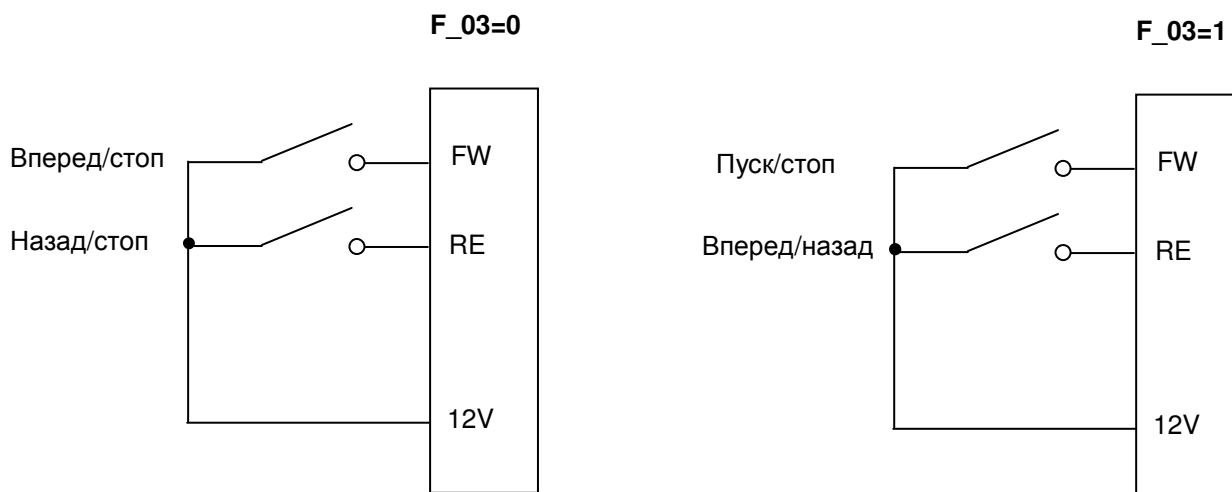 F_03=0
Вперед/стоп
FW
Назад/стоп
RE
12V
F_03=1
Пуск/стоп
FW
Вперед/назад
RE
12V